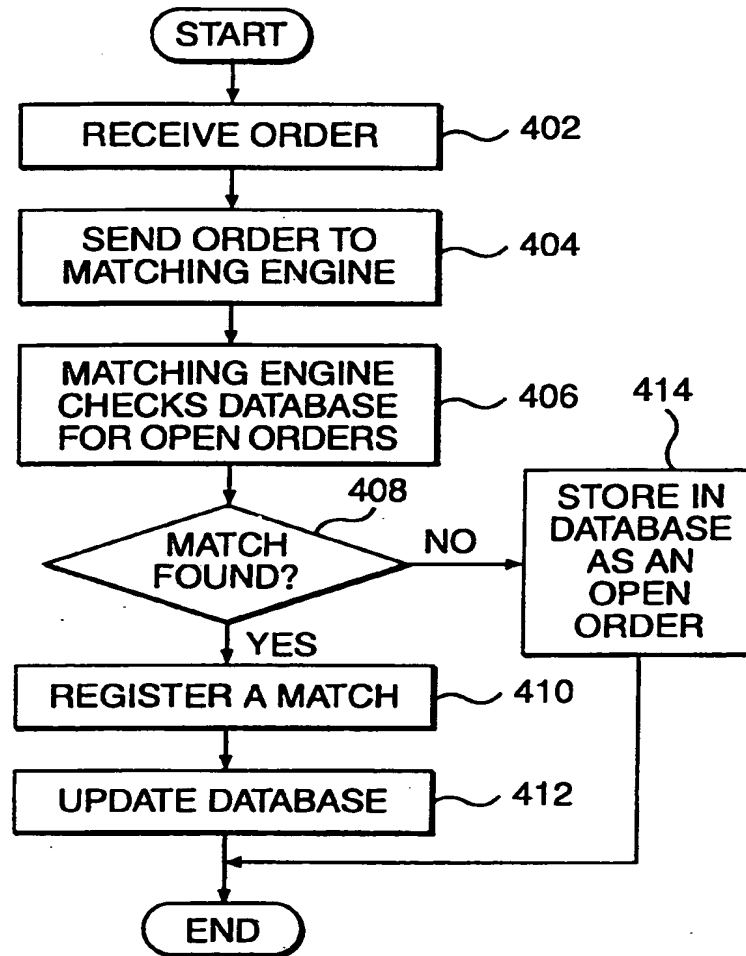 START
RECEIVE ORDER
402
SEND ORDER TO
MATCHING ENGINE
404
MATCHING ENGINE
CHECKS DATABASE
FOR OPEN ORDERS
406
408
MATCH
FOUND?
NO
YES
414
STORE IN
DATABASE
AS AN
OPEN
ORDER
REGISTER A MATCH
410
UPDATE DATABASE
412
END